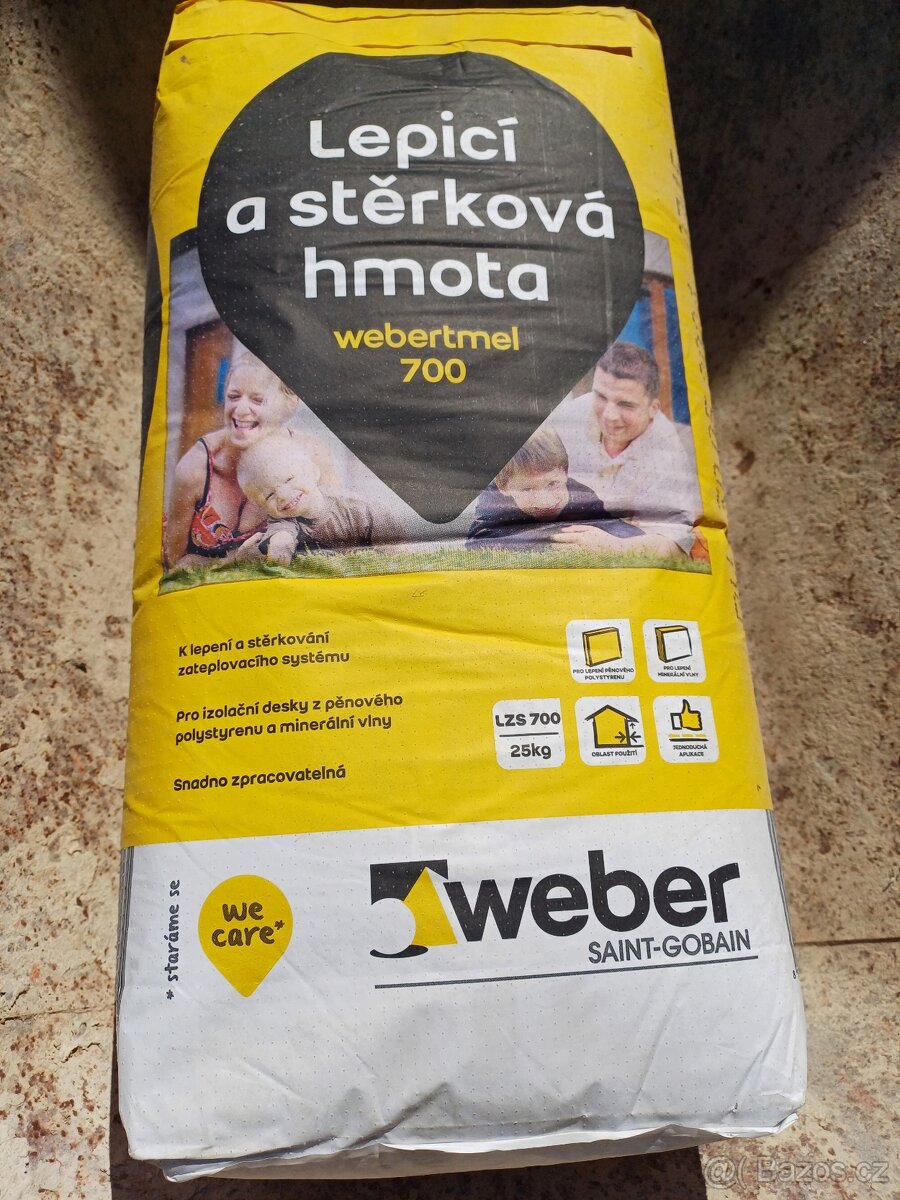 Lepicí
a stěrková
hmota
webertmel
700
K lepení a stěrkování
zateplovacího systému
Pro izolační desky z pěnového
polystyrenu a minerální vlny
Snadno zpracovatelná
PRO LEPENÍ PĚNOVÉHO
POLYSTYRENU
PRO LEPENÍ
MINERÁLNÍ VLNY
LZS 700
25kg
OBLAST POUŽITÍ
JEDNODUCHÁ
APLIKACE
* staráme se
we
care*
weber
SAINT-GOBAIN
Bazos.cz